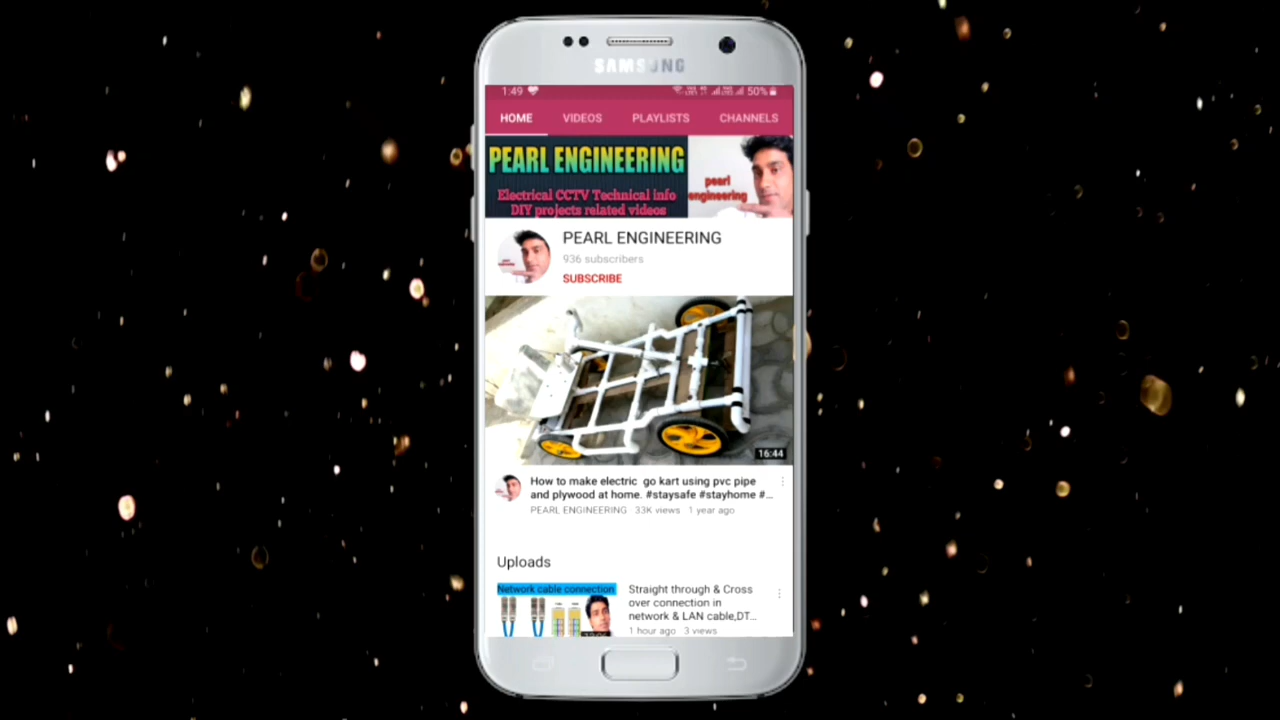 SAMSUNG
1:49
50%
HOME VIDEOS PLAYLISTS CHANNELS
PEARL ENGINEERING
Electrical CCTV Technical info
DIY projects related videos
pearl
engineering
PEARL ENGINEERING
936 subscribers
SUBSCRIBE
16:44
How to make electric go kart using pvc pipe
and plywood at home. #staysafe #stayhome #...
PEARL ENGINEERING 33K views 1 year ago
Uploads
Network cable connection
Straight through & Cross
over connection in
network & LAN cable,DT...
1 hour ago 3 views